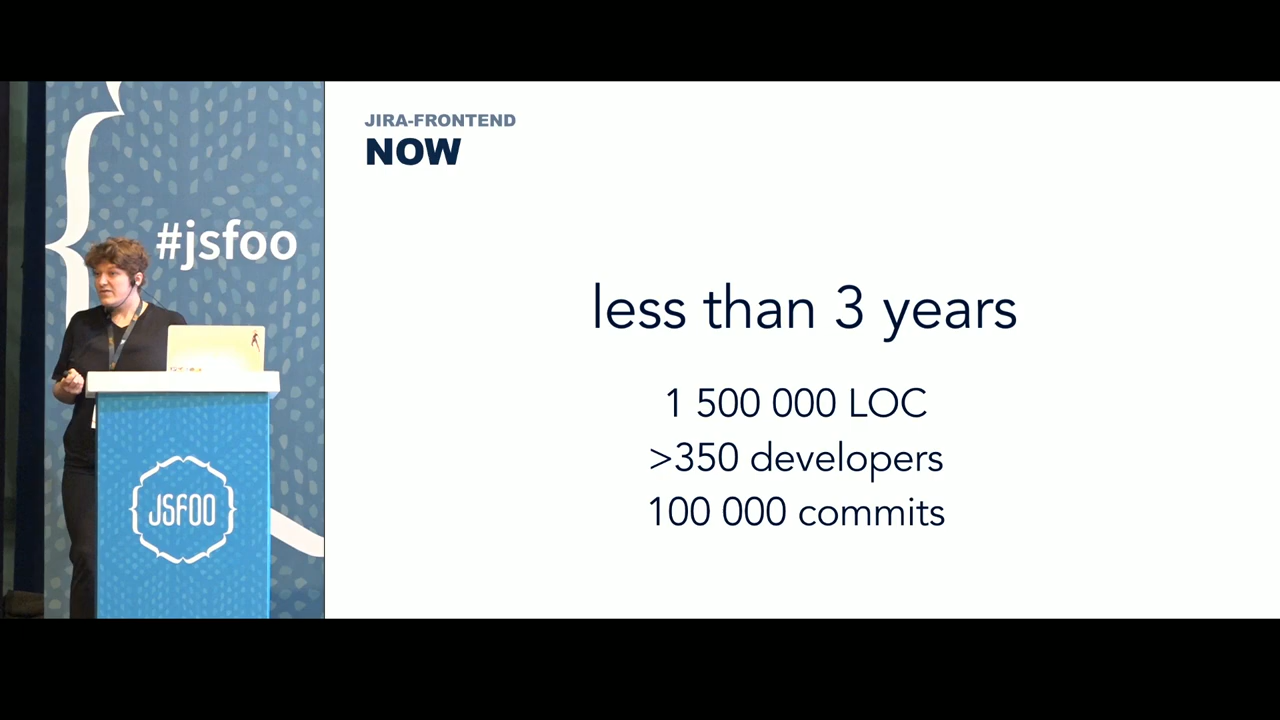 #jsfoo
JSFOO
JIRA-FRONTEND
NOW
less than 3 years
1 500 000 LOC
>350 developers
100 000 commits